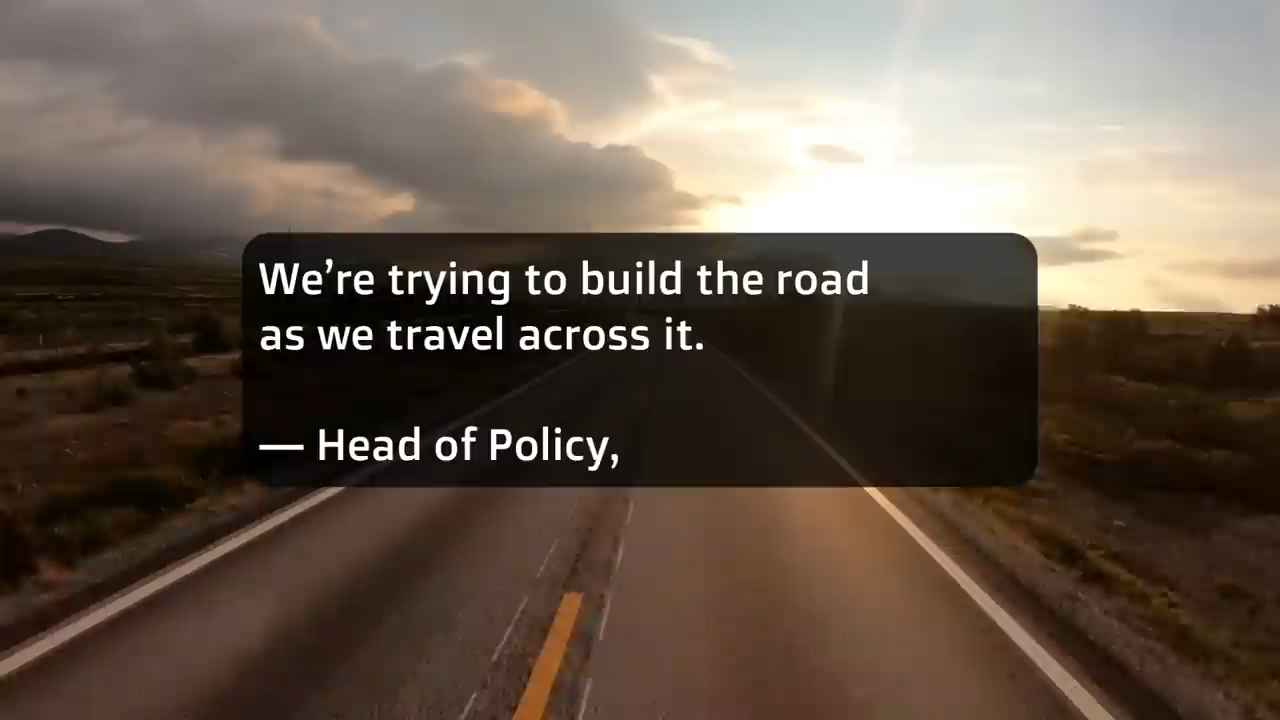 We’re trying to build the road
as we travel across it.
— Head of Policy,